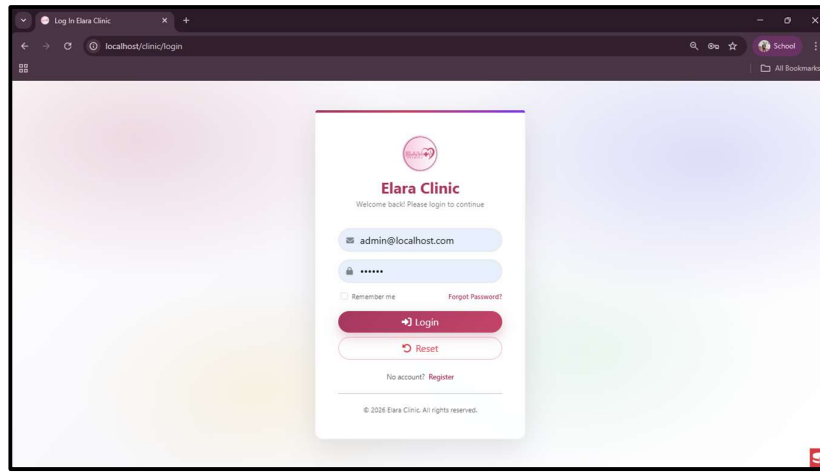 Log In Elara Clinic
localhost/clinic/login
School
All Bookmarks
Elara Clinic
Welcome back! Please login to continue
admin@localhost.com
••••••
Remember me Forgot Password?
Login
Reset
No account? Register
© 2026 Elara Clinic. All rights reserved.